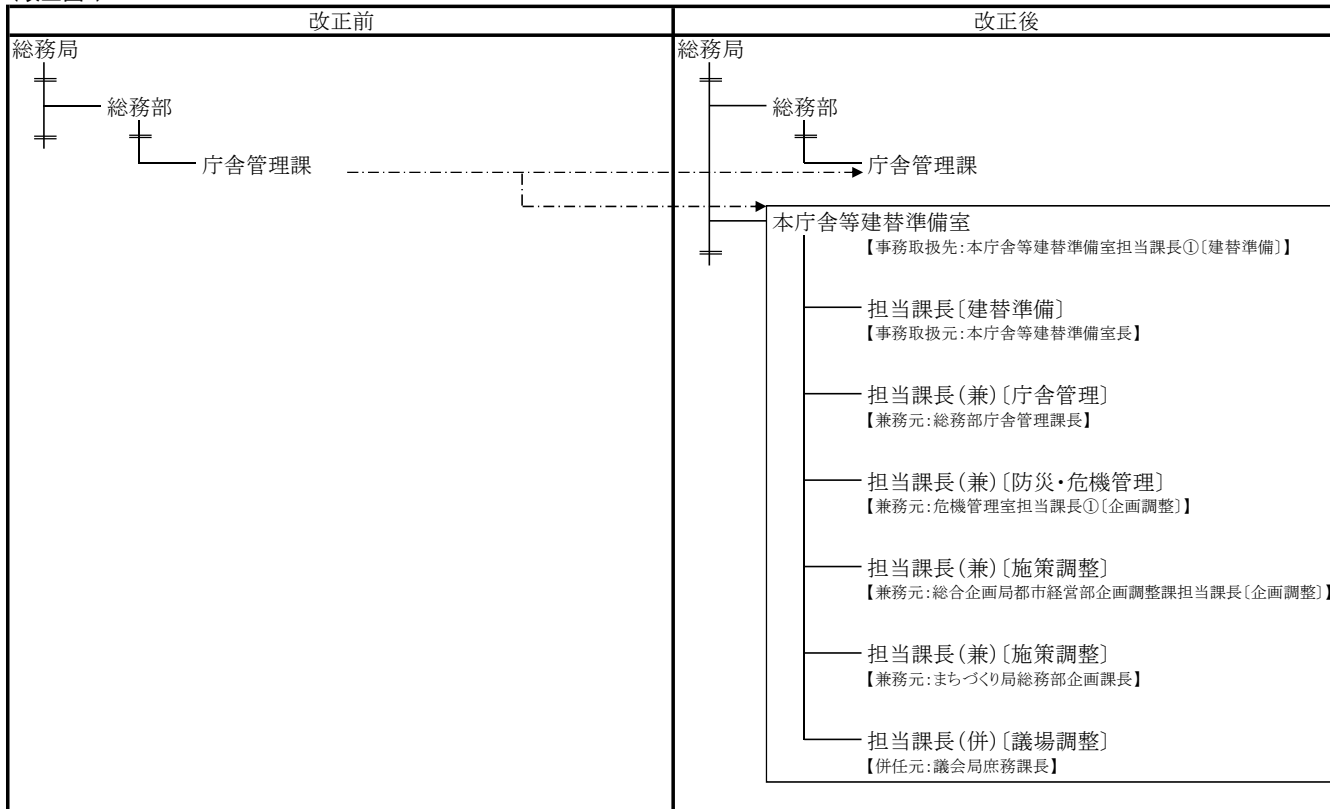 改正前
総務局
総務部
庁舎管理課
改正後
総務局
総務部
庁舎管理課
本庁舎等建替準備室
【事務取扱先:本庁舎等建替準備室担当課長①〔建替準備〕】
担当課長〔建替準備〕
【事務取扱元:本庁舎等建替準備室長】
担当課長(兼)〔庁舎管理〕
【兼務元:総務部庁舎管理課長】
担当課長(兼)〔防災・危機管理〕
【兼務元:危機管理室担当課長①〔企画調整〕】
担当課長(兼)〔施策調整〕
【兼務元:総合企画局都市経営部企画調整課担当課長〔企画調整〕】
担当課長(兼)〔施策調整〕
【兼務元:まちづくり局総務部企画課長】
担当課長(併)〔議場調整〕
【併任元:議会局庶務課長】